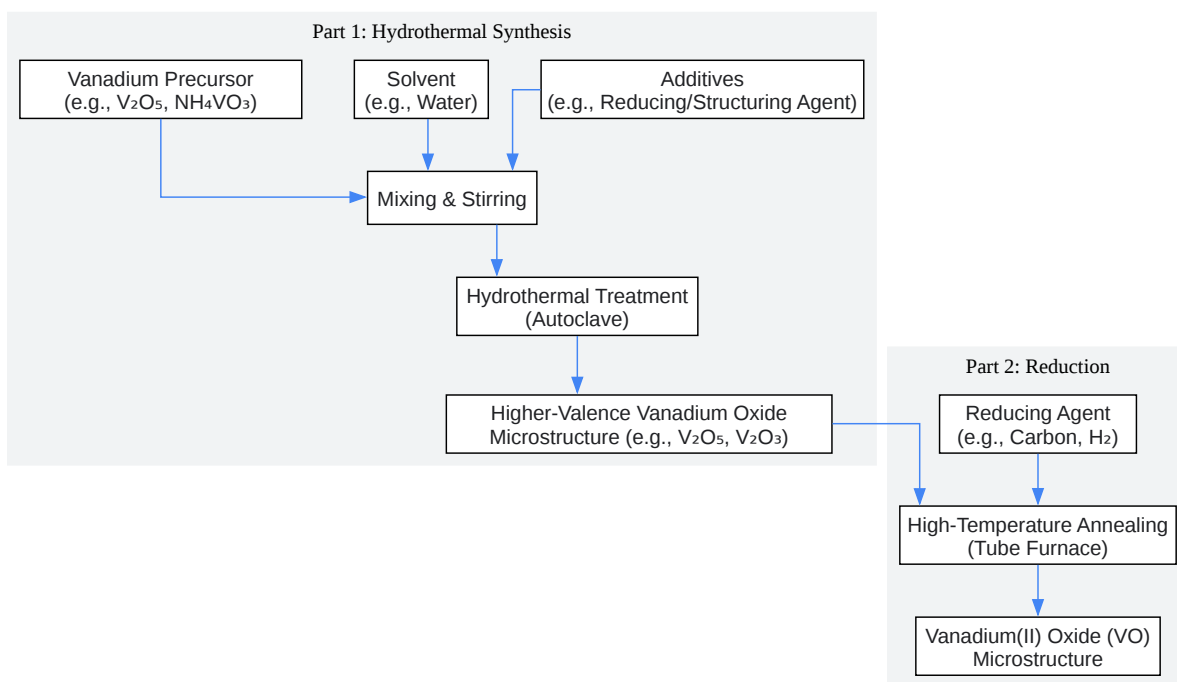 Part 1: Hydrothermal Synthesis
Vanadium Precursor
(e.g., V₂O₅, NH₄VO₃)
Solvent
(e.g., Water)
Additives
(e.g., Reducing/Structuring Agent)
Mixing & Stirring
Hydrothermal Treatment
(Autoclave)
Higher-Valence Vanadium Oxide
Microstructure (e.g., V₂O₅, V₂O₃)
Part 2: Reduction
Reducing Agent
(e.g., Carbon, H₂)
High-Temperature Annealing
(Tube Furnace)
Vanadium(II) Oxide (VO)
Microstructure